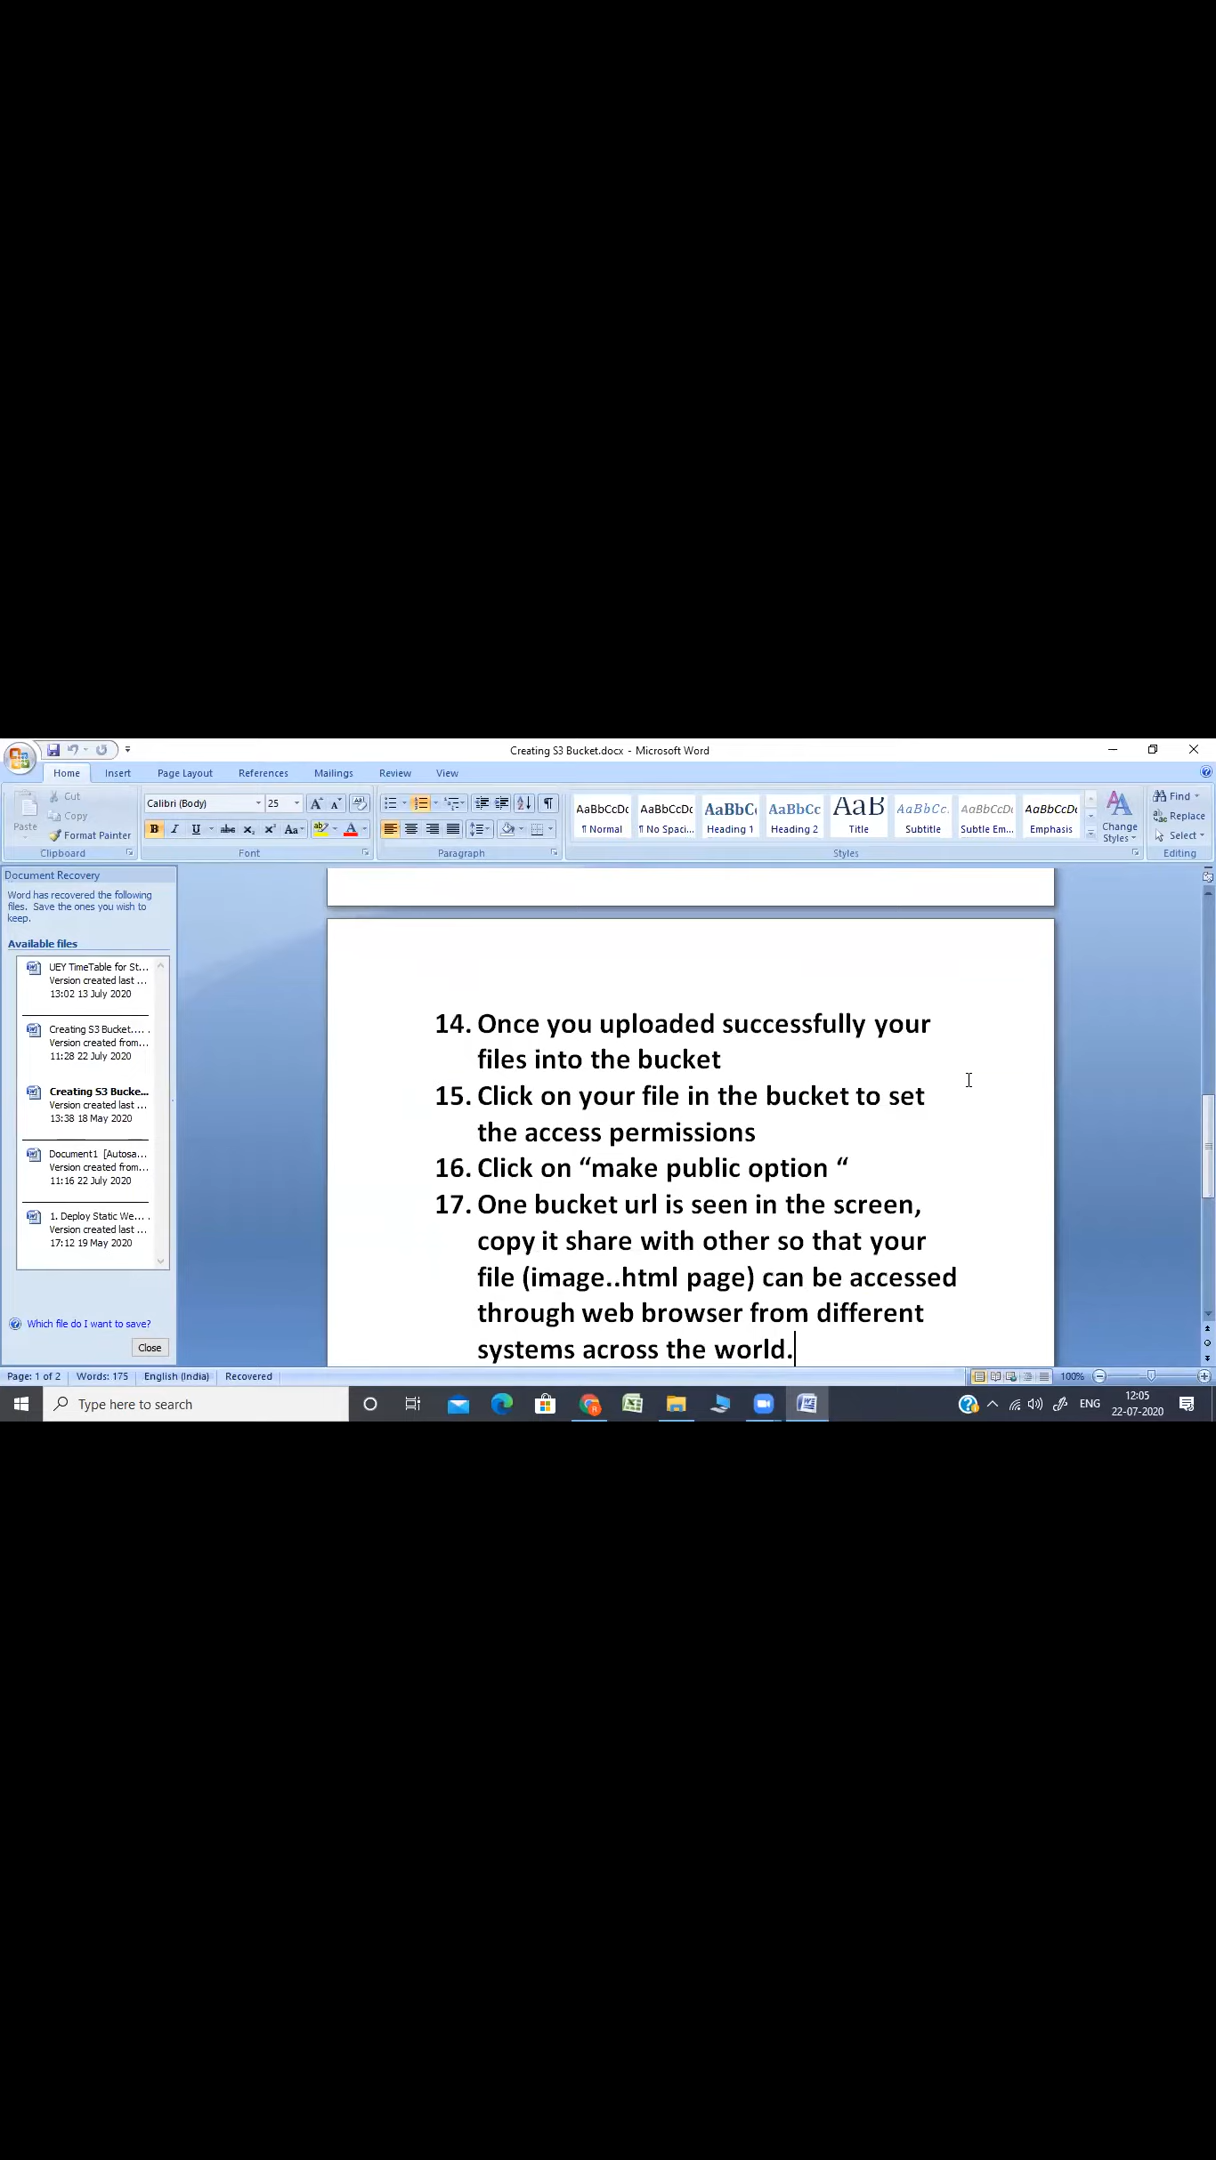 Creating S3 Bucket.docx - Microsoft Word
Home Insert Page Layout References Mailings Review View
Cut
Copy
Paste
Format Painter
Clipboard
Calibri (Body) 25
Font
Paragraph
AaBbCcDc AaBbCcDc AaBbC AaBbCc AaB AaBbCc. AaBbCcDc AaBbCcDc
¶ Normal ¶ No Spaci... Heading 1 Heading 2 Title Subtitle Subtle Em... Emphasis
Change
Styles
Styles
Find
Replace
Select
Editing
Document Recovery
Word has recovered the following
files. Save the ones you wish to
keep.
Available files
UEY TimeTable for St...
Version created last ...
13:02 13 July 2020
Creating S3 Bucket....
Version created from...
11:28 22 July 2020
Creating S3 Bucke...
Version created last ...
13:38 18 May 2020
Document1 [Autosa...
Version created from...
11:16 22 July 2020
1. Deploy Static We...
Version created last ...
17:12 19 May 2020
Which file do I want to save?
Close
14. Once you uploaded successfully your
files into the bucket
15. Click on your file in the bucket to set
the access permissions
16. Click on “make public option “
17. One bucket url is seen in the screen,
copy it share with other so that your
file (image..html page) can be accessed
through web browser from different
systems across the world.
Page: 1 of 2 Words: 175 English (India) Recovered 100%
Type here to search
ENG
12:05
22-07-2020